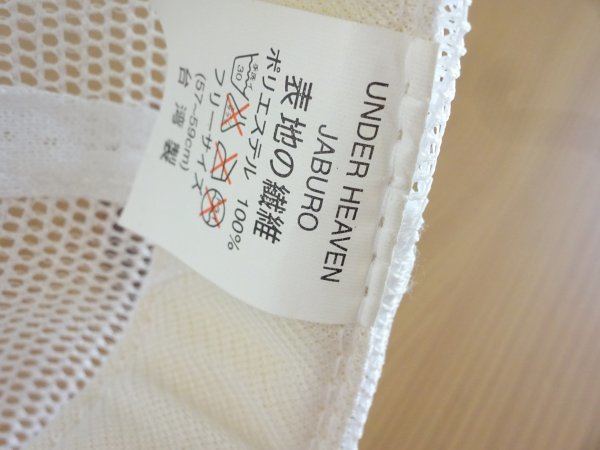 UNDER HEAVEN
JABURO
表地の繊維
ポリエステル 100%
30
フリーサイズ
(57-59cm)
台湾製